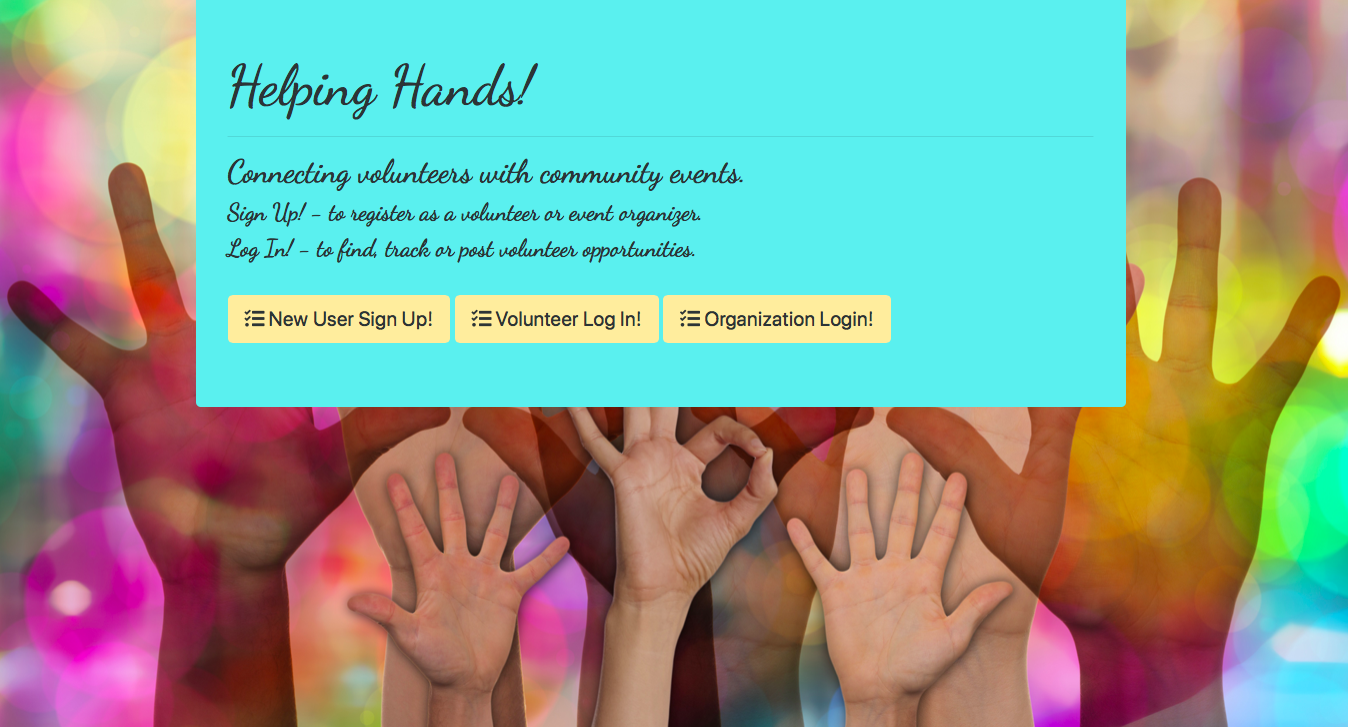 Helping Hands!
Connecting volunteers with community events.
Sign Up! - to register as a volunteer or event organizer.
Log In! - to find, track or post volunteer opportunities.
New User Sign Up! Volunteer Log In! Organization Login!